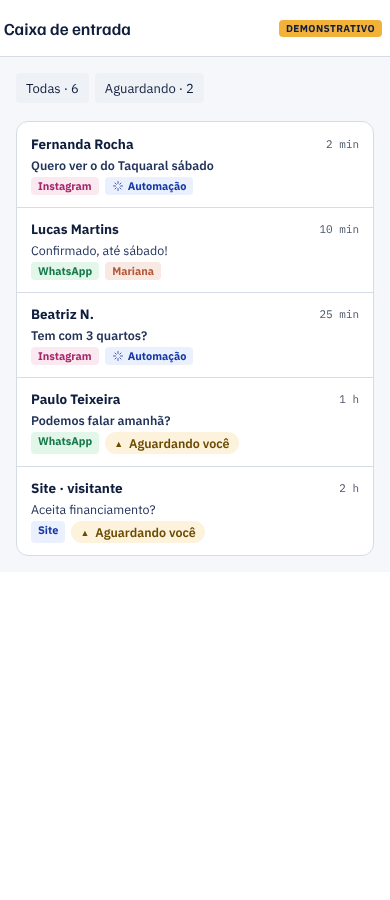 Caixa de entrada
DEMONSTRATIVO
Todas · 6
Aguardando · 2
Fernanda Rocha
2 min
Quero ver o do Taquaral sábado
Instagram
Automação
Lucas Martins
10 min
Confirmado, até sábado!
WhatsApp
Mariana
Beatriz N.
25 min
Tem com 3 quartos?
Instagram
Automação
Paulo Teixeira
1 h
Podemos falar amanhã?
WhatsApp
▲ Aguardando você
Site · visitante
2 h
Aceita financiamento?
Site
▲ Aguardando você